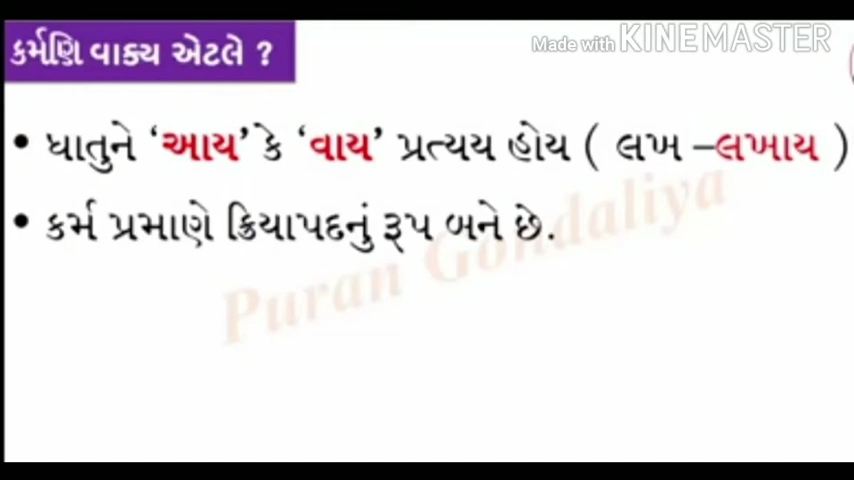 કર્મણિ વાક્ય એટલે ?
Made with KINEMASTER
• ધાતુને ‘આય’ કે ‘વાય’ પ્રત્યય હોય ( લખ –લખાય )
• કર્મ પ્રમાણે ક્રિયાપદનું રૂપ બને છે.
Puran Gondaliya